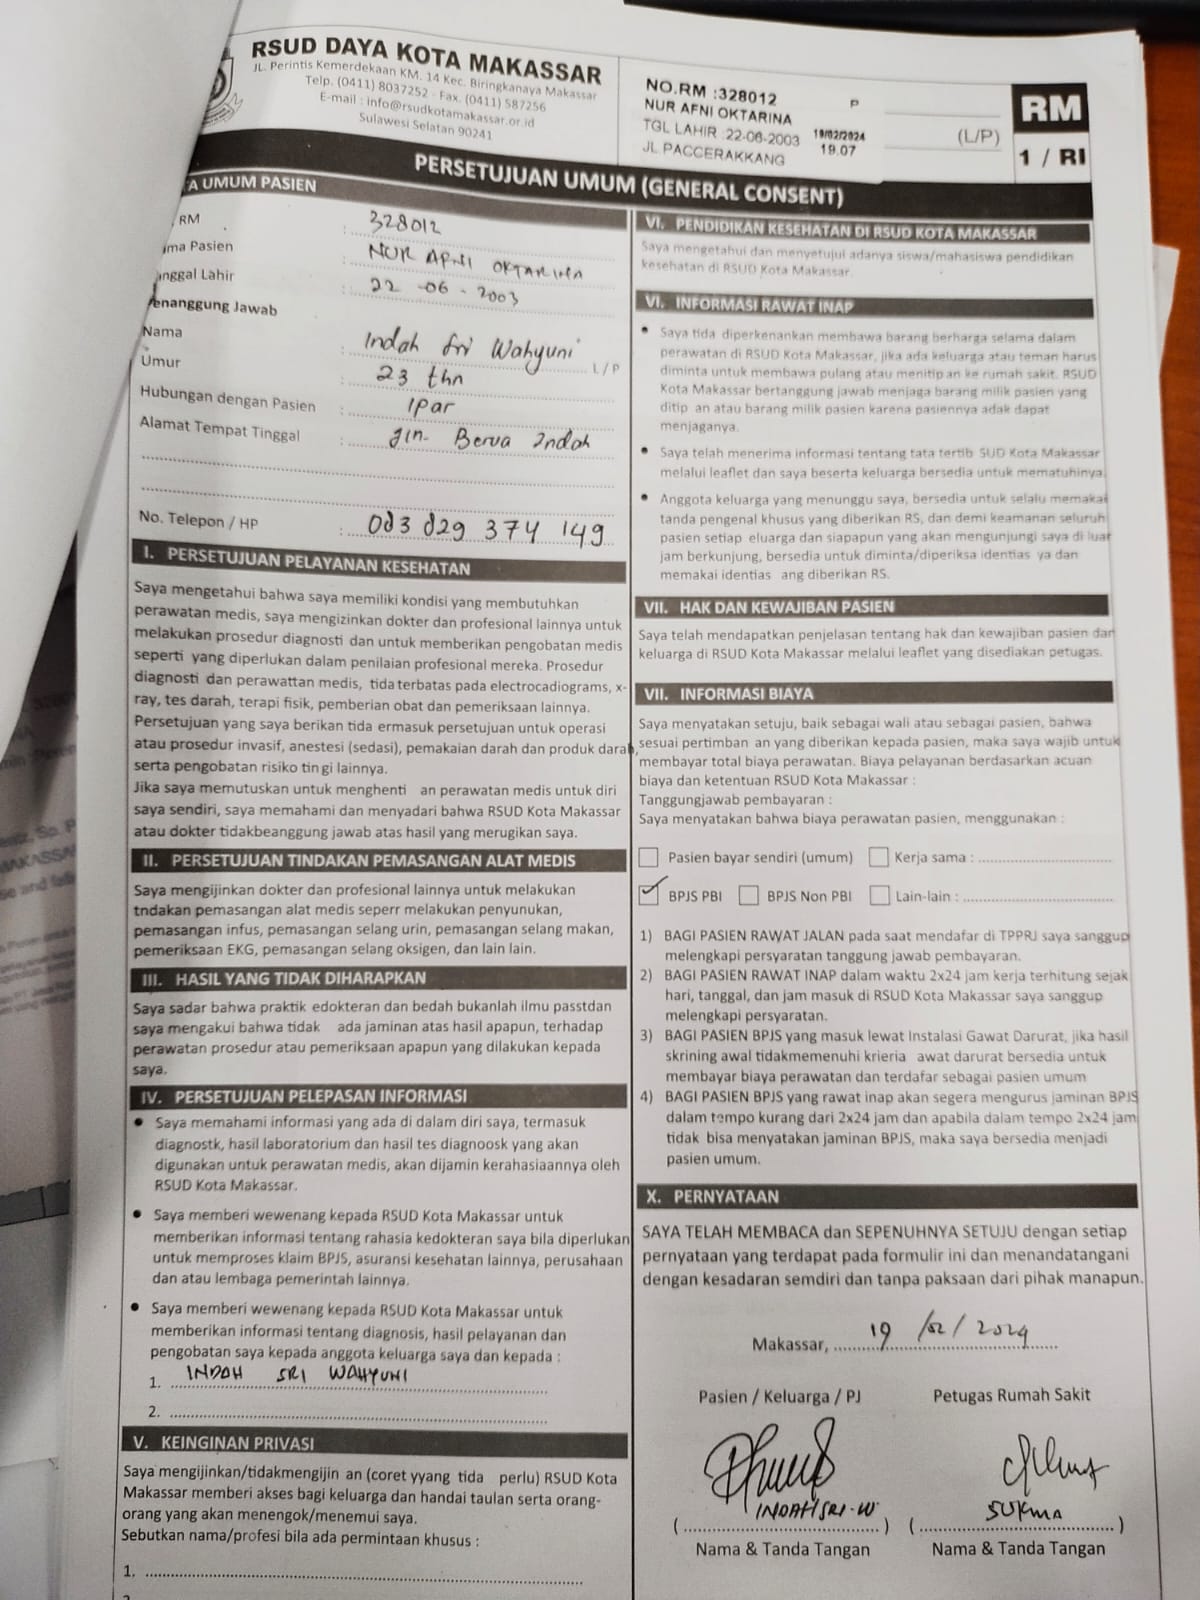 RSUD DAYA KOTA MAKASSAR
JL. Perintis Kemerdekaan KM. 14 Kec. Biringkanaya Makassar
Telp. (0411) 8037252 - Fax. (0411) 587256
E-mail : info@rsudkotamakassar.or.id
Sulawesi Selatan 90241
NO.RM :328012 P
NUR AFNI OKTARINA
TGL LAHIR :22-06-2003 19/02/2024
JL PACCERAKKANG 19.07
(L/P)
RM
1 / RI
PERSETUJUAN UMUM (GENERAL CONSENT)
TA UMUM PASIEN
. RM : 328012
ma Pasien : NUR AFNI OKTARINA
nggal Lahir : 22 -06 - 2003
enanggung Jawab
Nama : Indah Sri Wahyuni L/P
Umur : 23 thn
Hubungan dengan Pasien : Ipar
Alamat Tempat Tinggal : Jln. Berua Indah
No. Telepon / HP : 083 829 374 149
I. PERSETUJUAN PELAYANAN KESEHATAN
Saya mengetahui bahwa saya memiliki kondisi yang membutuhkan
perawatan medis, saya mengizinkan dokter dan profesional lainnya untuk
melakukan prosedur diagnosti dan untuk memberikan pengobatan medis
seperti yang diperlukan dalam penilaian profesional mereka. Prosedur
diagnosti dan perawattan medis, tida terbatas pada electrocadiograms, x-
ray, tes darah, terapi fisik, pemberian obat dan pemeriksaan lainnya.
Persetujuan yang saya berikan tida ermasuk persetujuan untuk operasi
atau prosedur invasif, anestesi (sedasi), pemakaian darah dan produk darah,
serta pengobatan risiko tin gi lainnya.
Jika saya memutuskan untuk menghenti an perawatan medis untuk diri
saya sendiri, saya memahami dan menyadari bahwa RSUD Kota Makassar
atau dokter tidakbeanggung jawab atas hasil yang merugikan saya.
II. PERSETUJUAN TINDAKAN PEMASANGAN ALAT MEDIS
Saya mengijinkan dokter dan profesional lainnya untuk melakukan
tndakan pemasangan alat medis seperr melakukan penyunukan,
pemasangan infus, pemasangan selang urin, pemasangan selang makan,
pemeriksaan EKG, pemasangan selang oksigen, dan lain lain.
III. HASIL YANG TIDAK DIHARAPKAN
Saya sadar bahwa praktik edokteran dan bedah bukanlah ilmu passtdan
saya mengakui bahwa tidak ada jaminan atas hasil apapun, terhadap
perawatan prosedur atau pemeriksaan apapun yang dilakukan kepada
saya.
IV. PERSETUJUAN PELEPASAN INFORMASI
• Saya memahami informasi yang ada di dalam diri saya, termasuk
diagnostk, hasil laboratorium dan hasil tes diagnoosk yang akan
digunakan untuk perawatan medis, akan dijamin kerahasiaannya oleh
RSUD Kota Makassar.
• Saya memberi wewenang kepada RSUD Kota Makassar untuk
memberikan informasi tentang rahasia kedokteran saya bila diperlukan
untuk memproses klaim BPJS, asuransi kesehatan lainnya, perusahaan
dan atau lembaga pemerintah lainnya.
• Saya memberi wewenang kepada RSUD Kota Makassar untuk
memberikan informasi tentang diagnosis, hasil pelayanan dan
pengobatan saya kepada anggota keluarga saya dan kepada :
1. INDAH SRI WAHYUNI
2.
V. KEINGINAN PRIVASI
Saya mengijinkan/tidakmengijin an (coret yyang tida perlu) RSUD Kota
Makassar memberi akses bagi keluarga dan handai taulan serta orang-
orang yang akan menengok/menemui saya.
Sebutkan nama/profesi bila ada permintaan khusus :
1.
VI. PENDIDIKAN KESEHATAN DI RSUD KOTA MAKASSAR
Saya mengetahui dan menyetujui adanya siswa/mahasiswa pendidikan
kesehatan di RSUD Kota Makassar.
VI. INFORMASI RAWAT INAP
• Saya tida diperkenankan membawa barang berharga selama dalam
perawatan di RSUD Kota Makassar, jika ada keluarga atau teman harus
diminta untuk membawa pulang atau menitip an ke rumah sakit. RSUD
Kota Makassar bertanggung jawab menjaga barang milik pasien yang
ditip an atau barang milik pasien karena pasiennya adak dapat
menjaganya.
• Saya telah menerima informasi tentang tata tertib SUD Kota Makassar
melalui leaflet dan saya beserta keluarga bersedia untuk mematuhinya.
• Anggota keluarga yang menunggu saya, bersedia untuk selalu memakai
tanda pengenal khusus yang diberikan RS, dan demi keamanan seluruh
pasien setiap eluarga dan siapapun yang akan mengunjungi saya di luar
jam berkunjung, bersedia untuk diminta/diperiksa identias ya dan
memakai identias ang diberikan RS.
VII. HAK DAN KEWAJIBAN PASIEN
Saya telah mendapatkan penjelasan tentang hak dan kewajiban pasien dan
keluarga di RSUD Kota Makassar melalui leaflet yang disediakan petugas.
VII. INFORMASI BIAYA
Saya menyatakan setuju, baik sebagai wali atau sebagai pasien, bahwa
sesuai pertimban an yang diberikan kepada pasien, maka saya wajib untuk
membayar total biaya perawatan. Biaya pelayanan berdasarkan acuan
biaya dan ketentuan RSUD Kota Makassar :
Tanggungjawab pembayaran :
Saya menyatakan bahwa biaya perawatan pasien, menggunakan :
Pasien bayar sendiri (umum) Kerja sama :
BPJS PBI BPJS Non PBI Lain-lain :
1) BAGI PASIEN RAWAT JALAN pada saat mendafar di TPPRJ saya sanggup
melengkapi persyaratan tanggung jawab pembayaran.
2) BAGI PASIEN RAWAT INAP dalam waktu 2x24 jam kerja terhitung sejak
hari, tanggal, dan jam masuk di RSUD Kota Makassar saya sanggup
melengkapi persyaratan.
3) BAGI PASIEN BPJS yang masuk lewat Instalasi Gawat Darurat, jika hasil
skrining awal tidakmemenuhi krieria awat darurat bersedia untuk
membayar biaya perawatan dan terdafar sebagai pasien umum
4) BAGI PASIEN BPJS yang rawat inap akan segera mengurus jaminan BPJS
dalam tempo kurang dari 2x24 jam dan apabila dalam tempo 2x24 jam
tidak bisa menyatakan jaminan BPJS, maka saya bersedia menjadi
pasien umum.
X. PERNYATAAN
SAYA TELAH MEMBACA dan SEPENUHNYA SETUJU dengan setiap
pernyataan yang terdapat pada formulir ini dan menandatangani
dengan kesadaran semdiri dan tanpa paksaan dari pihak manapun.
Makassar, 19 /02/ 2024
Pasien / Keluarga / PJ Petugas Rumah Sakit
INDAH SRI-W SUKMA
Nama & Tanda Tangan Nama & Tanda Tangan